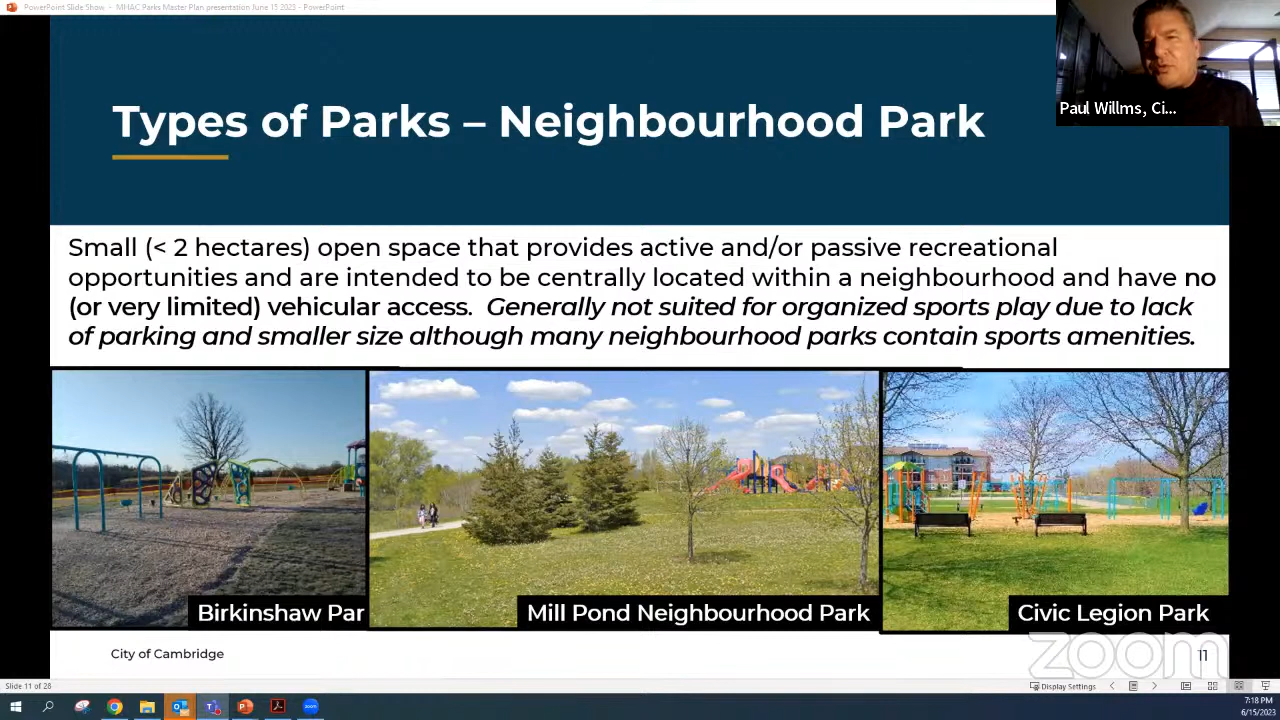 PowerPoint Slide Show - MHAC Parks Master Plan presentation June 15 2023 - PowerPoint
Paul Willms, Ci...
Types of Parks – Neighbourhood Park
Small (< 2 hectares) open space that provides active and/or passive recreational
opportunities and are intended to be centrally located within a neighbourhood and have no
(or very limited) vehicular access. Generally not suited for organized sports play due to lack
of parking and smaller size although many neighbourhood parks contain sports amenities.
Birkinshaw Par
Mill Pond Neighbourhood Park
Civic Legion Park
City of Cambridge
11
zoom
Slide 11 of 28
Display Settings
7:18 PM
6/15/2023